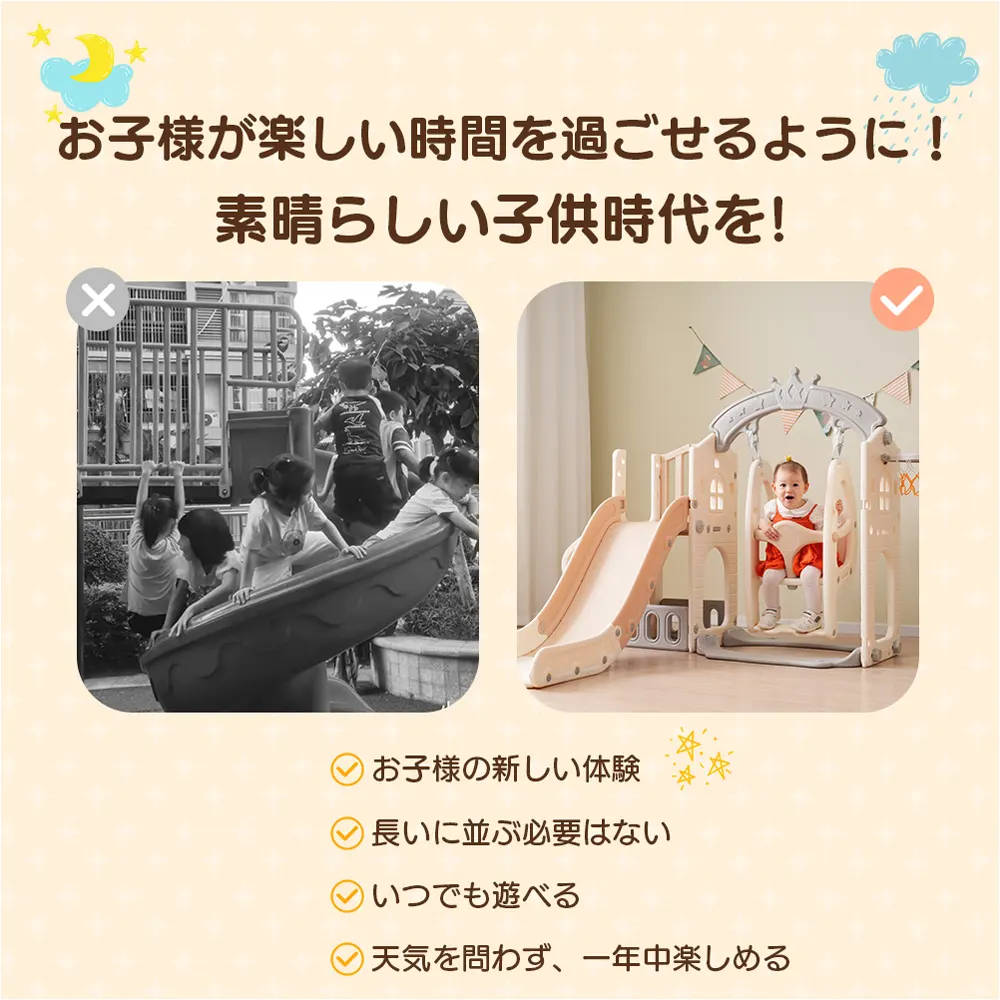 お子様が楽しい時間を過ごせるように！
素晴らしい子供時代を!
お子様の新しい体験
長いに並ぶ必要はない
いつでも遊べる
天気を問わず、一年中楽しめる